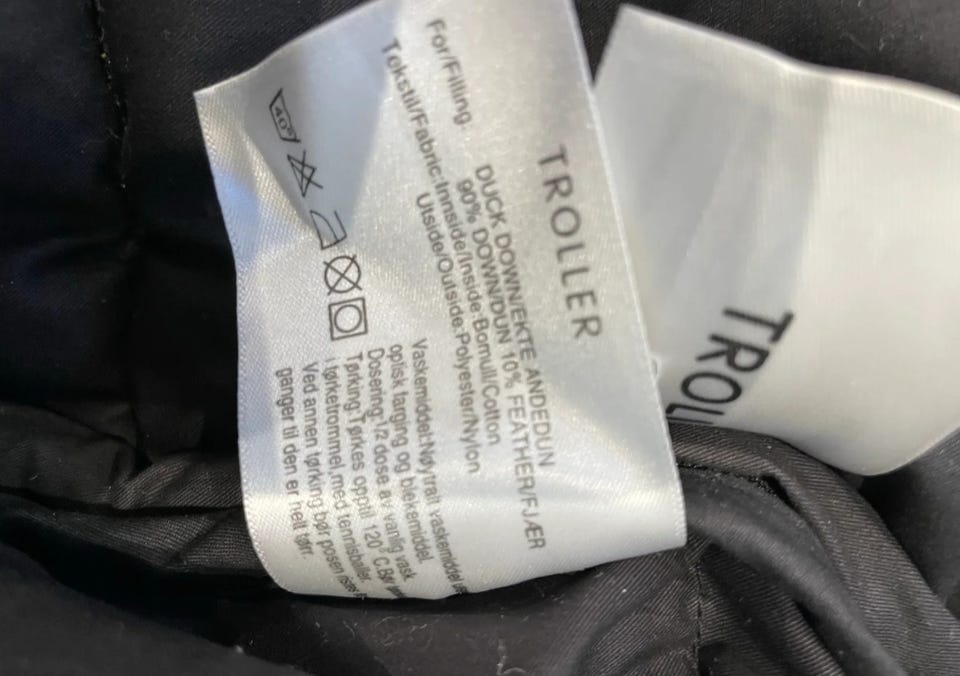 TROLLER
DUCK DOWN/EKTE ANDEDUN
For/Filling: 90% DOWN/DUN 10% FEATHER/FJÆR
Tekstil/Fabric:Innside/Inside:Bomull/Cotton
Utside/Outside:Polyester/Nylon
40°
Vaskemiddel:Nøytralt vaskemiddel
optisk farging og blekemiddel.
Dosering:1/2 dose av vanlig vask
Tørking:Tørkes opptil 120°C.Bør
i tørketrommel,med tennisballer.
Ved annen tørking bør posen
ganger til den er helt tørr.
TROLL